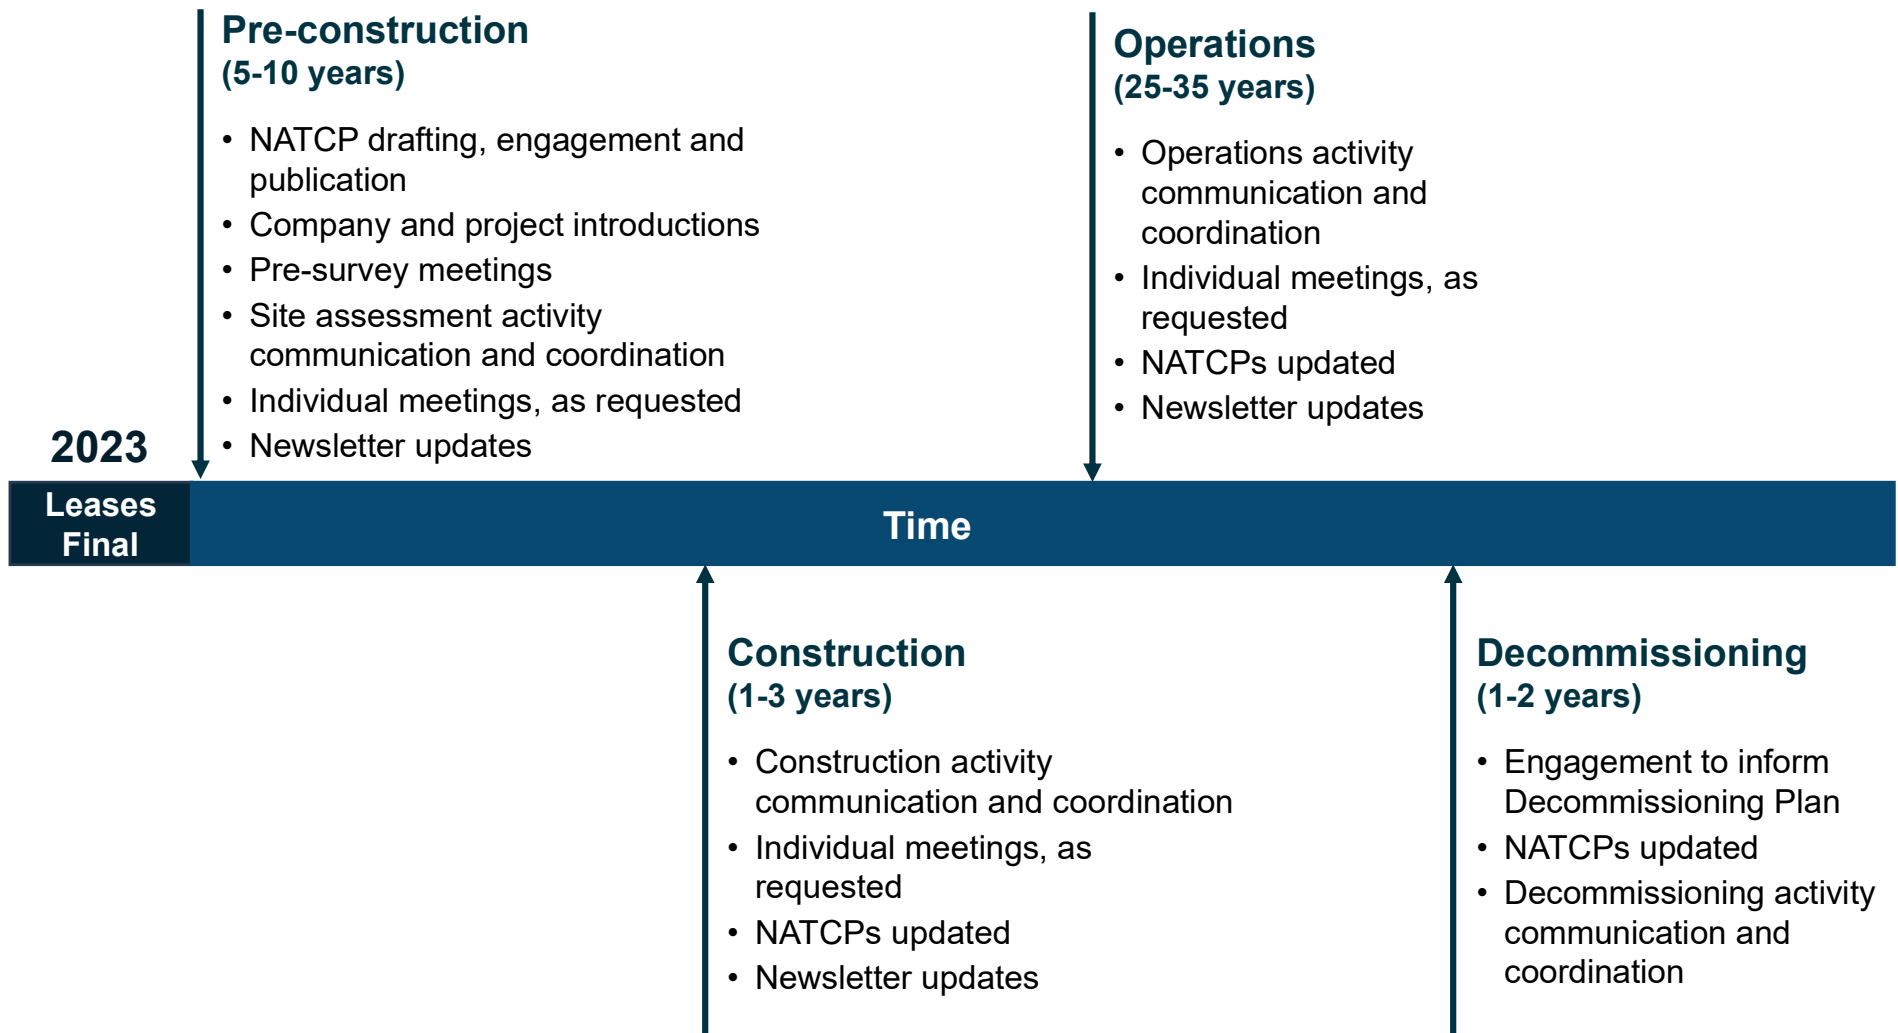 Pre-construction
(5-10 years)
• NATCP drafting, engagement and
publication
• Company and project introductions
• Pre-survey meetings
• Site assessment activity
communication and coordination
• Individual meetings, as requested
• Newsletter updates
Operations
(25-35 years)
• Operations activity
communication and
coordination
• Individual meetings, as
requested
• NATCPs updated
• Newsletter updates
2023
Leases
Final
Time
Construction
(1-3 years)
• Construction activity
communication and coordination
• Individual meetings, as
requested
• NATCPs updated
• Newsletter updates
Decommissioning
(1-2 years)
• Engagement to inform
Decommissioning Plan
• NATCPs updated
• Decommissioning activity
communication and
coordination